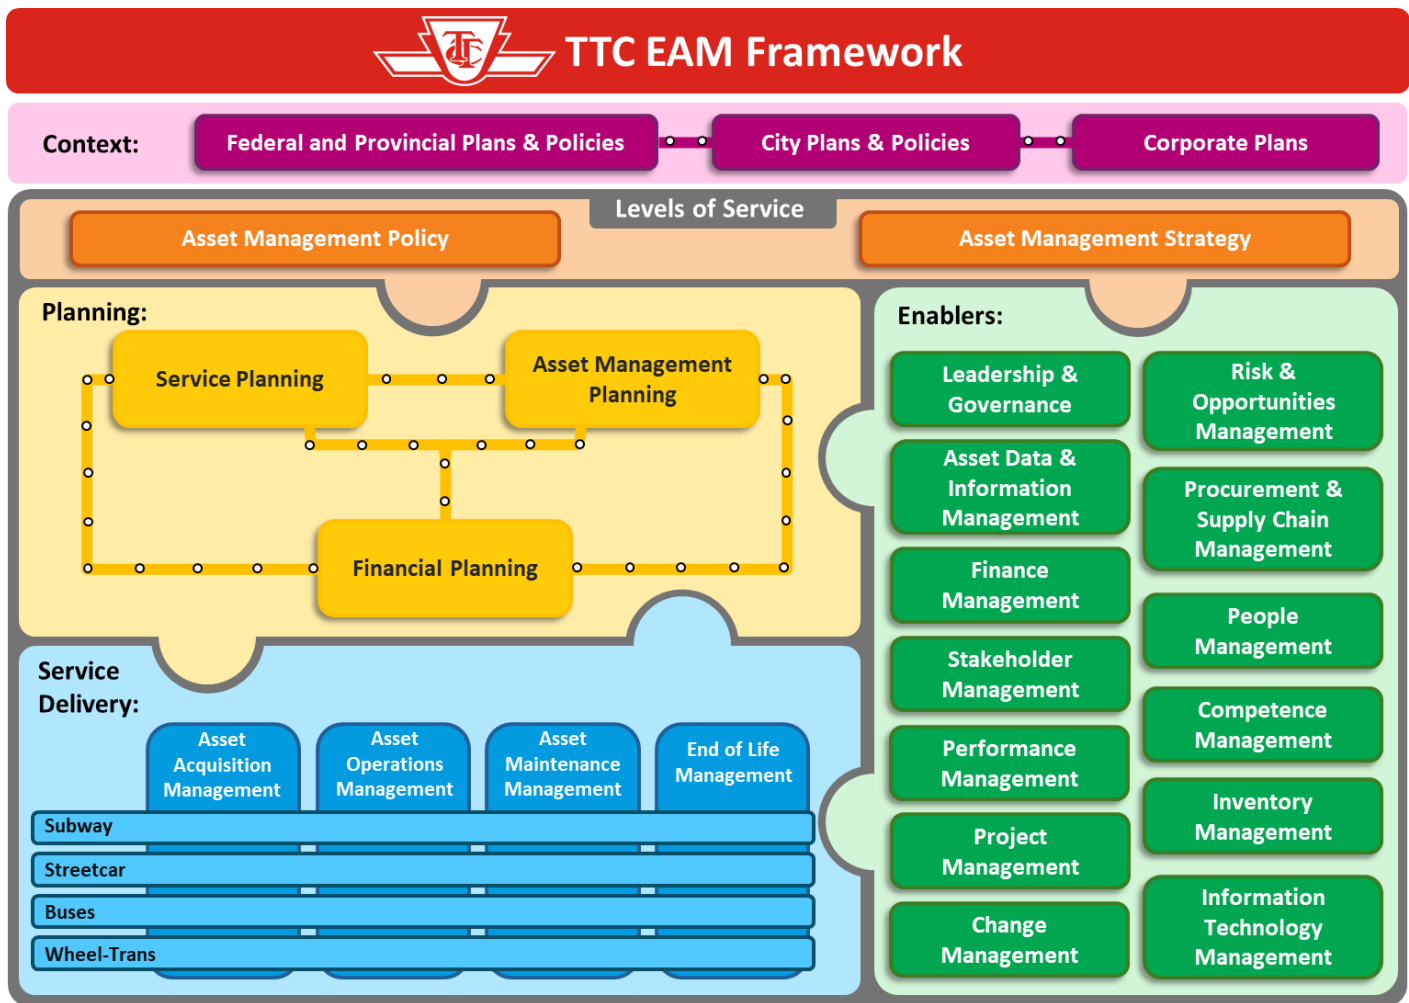 TTC
TTC EAM Framework
Context:
Federal and Provincial Plans & Policies
City Plans & Policies
Corporate Plans
Levels of Service
Asset Management Policy
Asset Management Strategy
Planning:
Service Planning
Asset Management
Planning
Financial Planning
Service
Delivery:
Asset
Acquisition
Management
Asset
Operations
Management
Asset
Maintenance
Management
End of Life
Management
Subway
Streetcar
Buses
Wheel-Trans
Enablers:
Leadership &
Governance
Asset Data &
Information
Management
Finance
Management
Stakeholder
Management
Performance
Management
Project
Management
Change
Management
Risk &
Opportunities
Management
Procurement &
Supply Chain
Management
People
Management
Competence
Management
Inventory
Management
Information
Technology
Management